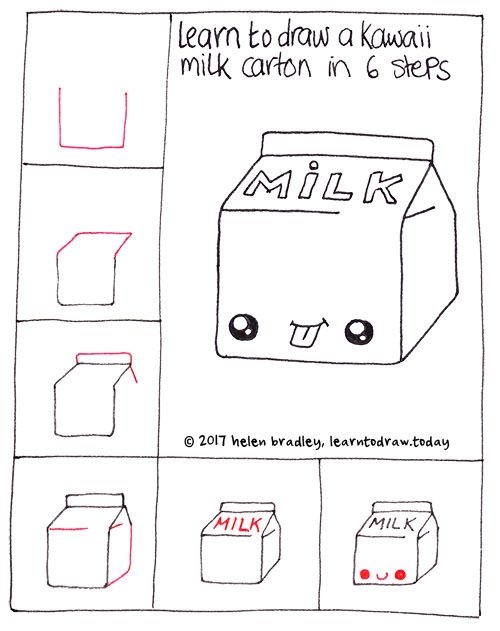 learn to draw a kawaii
milk carton in 6 steps
MiLK
© 2017 helen bradley, learntodraw.today
MILK
MILK